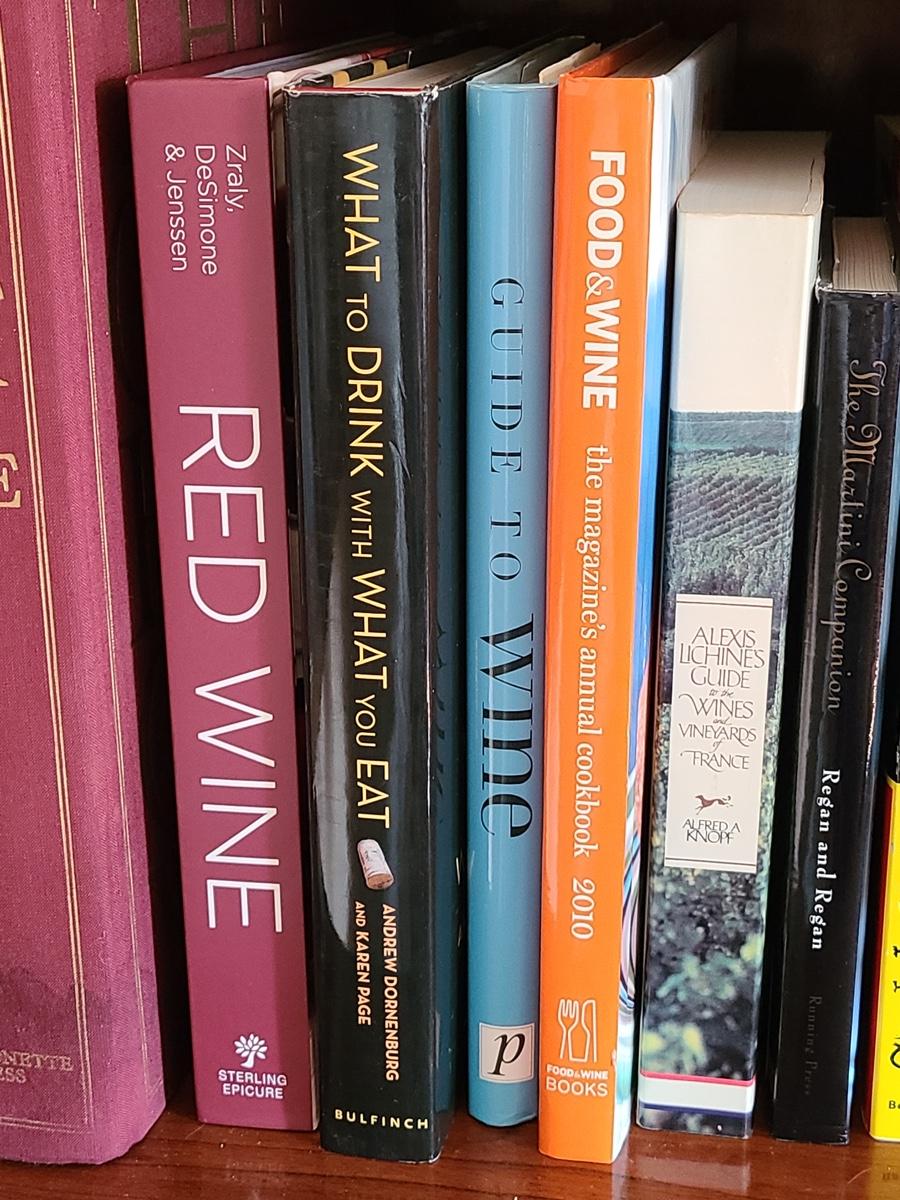 E
Zraly,
DeSimone
& Jenssen
RED WINE
STERLING
EPICURE
WHAT TO DRINK WITH WHAT YOU EAT
ANDREW DORNENBURG
AND KAREN PAGE
BULFINCH
GUIDE TO WINE
p
FOOD&WINE the magazine's annual cookbook 2010
FOOD&WINE
BOOKS
ALEXIS
LICHINE'S
GUIDE
to the
WINES
and
VINEYARDS
of
FRANCE
ALFRED A
KNOPF
The Martini Companion
Regan and Regan
Running Press